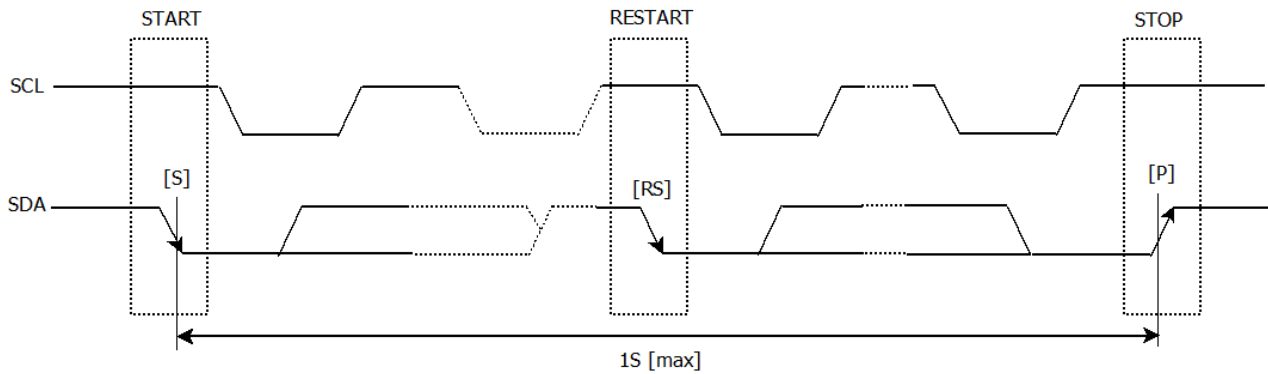 START
RESTART
STOP
SCL
[S]
[RS]
[P]
SDA
1S [max]